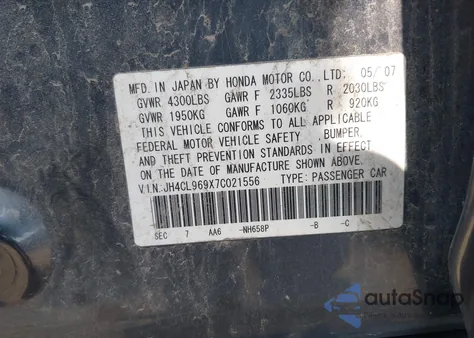 MFD. IN JAPAN BY HONDA MOTOR CO., LTD: 05/07
GVWR 4300LBS GAWR F 2335LBS R 2030LBS
GVWR 1950KG GAWR F 1060KG R 920KG
THIS VEHICLE CONFORMS TO ALL APPLICABLE
FEDERAL MOTOR VEHICLE SAFETY, BUMPER,
AND THEFT PREVENTION STANDARDS IN EFFECT
ON THE DATE OF MANUFACTURE SHOWN ABOVE.
V I N: JH4CL969X7C021556 TYPE: PASSENGER CAR
SEC 7 AA6 -NH658P -B -C
autoSnap